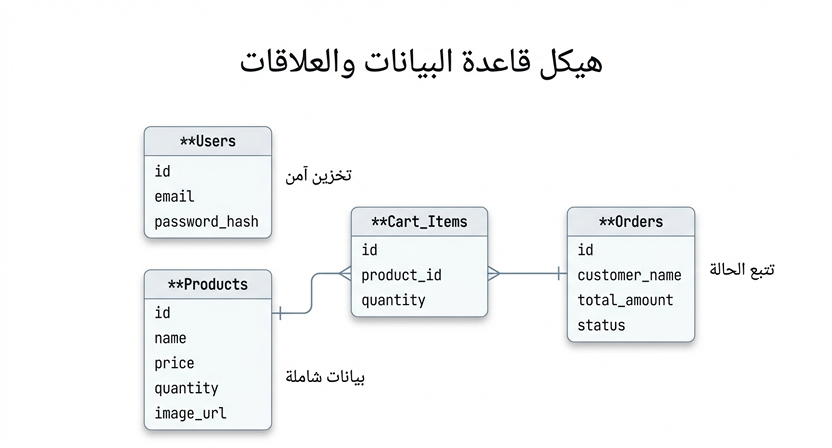 هيكل قاعدة البيانات والعلاقات
**Users
id
email
password_hash
تخزين آمن
**Products
id
name
price
quantity
image_url
بيانات شاملة
**Cart_Items
id
product_id
quantity
**Orders
id
customer_name
total_amount
status
تتبع الحالة